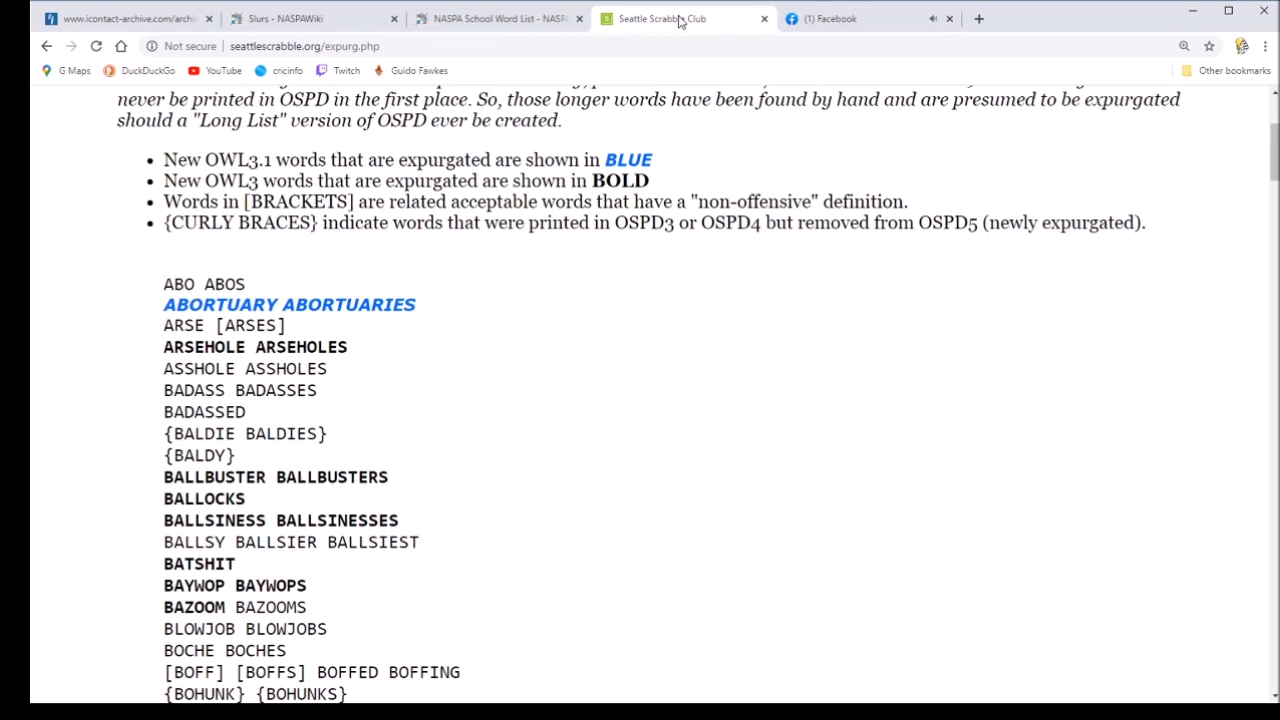 www.icontact-archive.com/archi
Slurs - NASPAWiki
NASPA School Word List - NASP
Seattle Scrabble Club
(1) Facebook
Not secure | seattlescrabble.org/expurg.php
G Maps DuckDuckGo YouTube cricinfo Twitch Guido Fawkes Other bookmarks
never be printed in OSPD in the first place. So, those longer words have been found by hand and are presumed to be expurgated
should a "Long List" version of OSPD ever be created.
• New OWL3.1 words that are expurgated are shown in BLUE
• New OWL3 words that are expurgated are shown in BOLD
• Words in [BRACKETS] are related acceptable words that have a "non-offensive" definition.
• {CURLY BRACES} indicate words that were printed in OSPD3 or OSPD4 but removed from OSPD5 (newly expurgated).
ABO ABOS
ABORTUARY ABORTUARIES
ARSE [ARSES]
ARSEHOLE ARSEHOLES
ASSHOLE ASSHOLES
BADASS BADASSES
BADASSED
{BALDIE BALDIES}
{BALDY}
BALLBUSTER BALLBUSTERS
BALLOCKS
BALLSINESS BALLSINESSES
BALLSY BALLSIER BALLSIEST
BATSHIT
BAYWOP BAYWOPS
BAZOOM BAZOOMS
BLOWJOB BLOWJOBS
BOCHE BOCHES
[BOFF] [BOFFS] BOFFED BOFFING
{BOHUNK} {BOHUNKS}